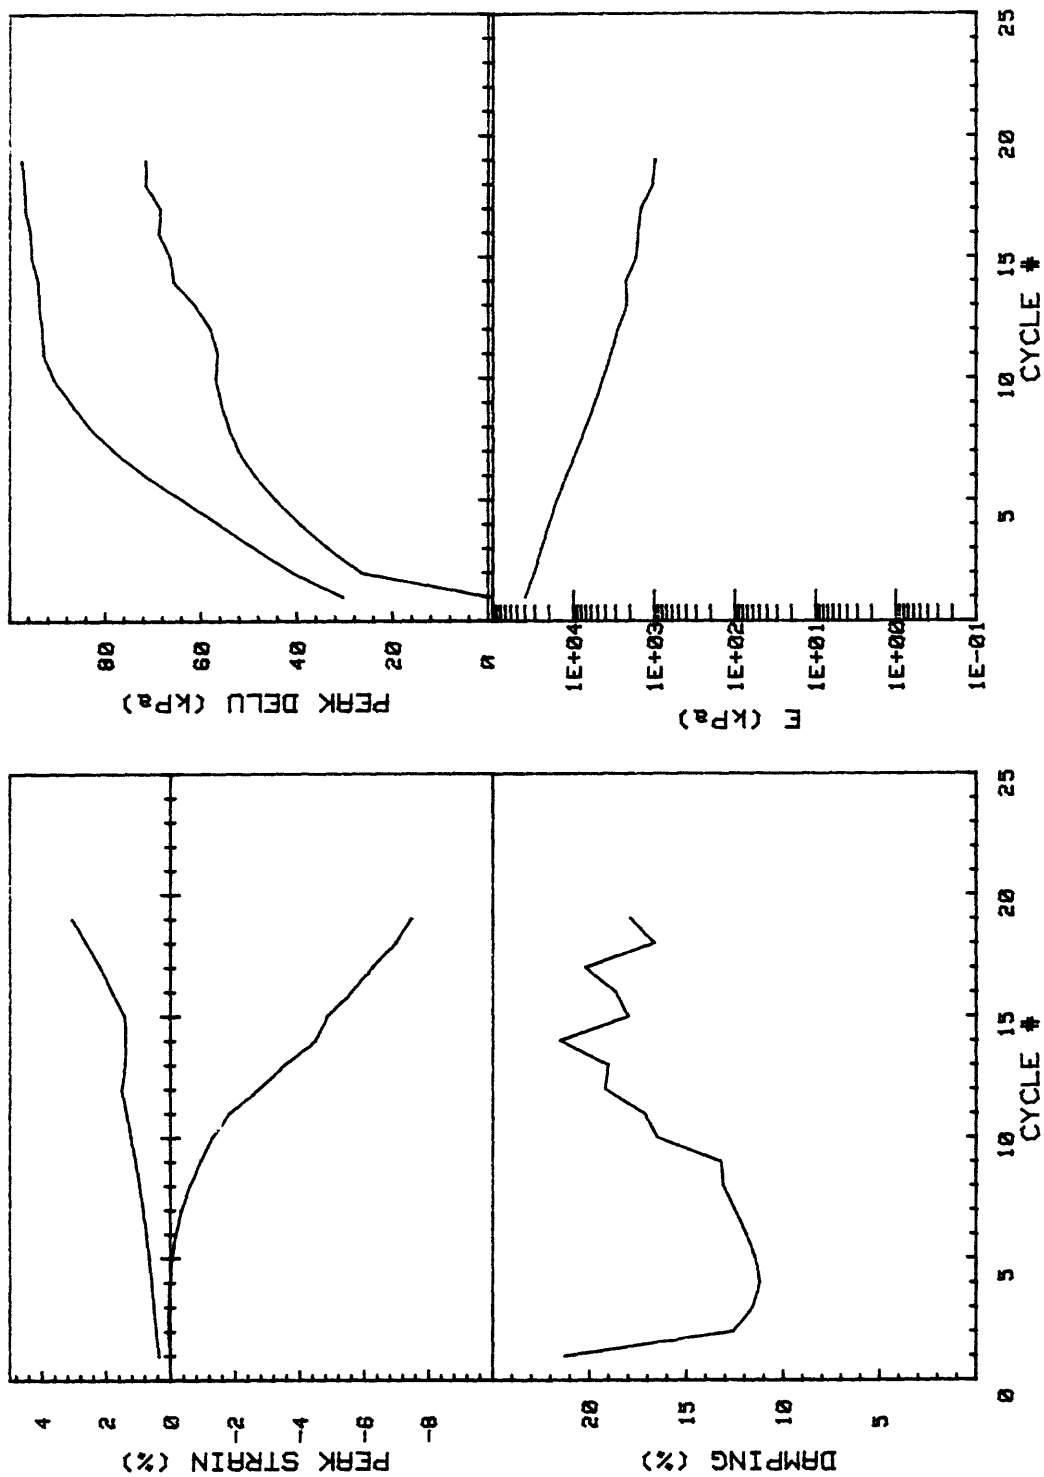 PEAK STRAIN (%)
4
2
0
-2
-4
-6
-8
DAMPING (%)
20
15
10
5
0
5
10
15
20
25
CYCLE #
PEAK DELU (kPa)
80
60
40
20
0
E (kPa)
1E+04
1E+03
1E+02
1E+01
1E+00
1E-01
5
10
15
20
25
CYCLE #